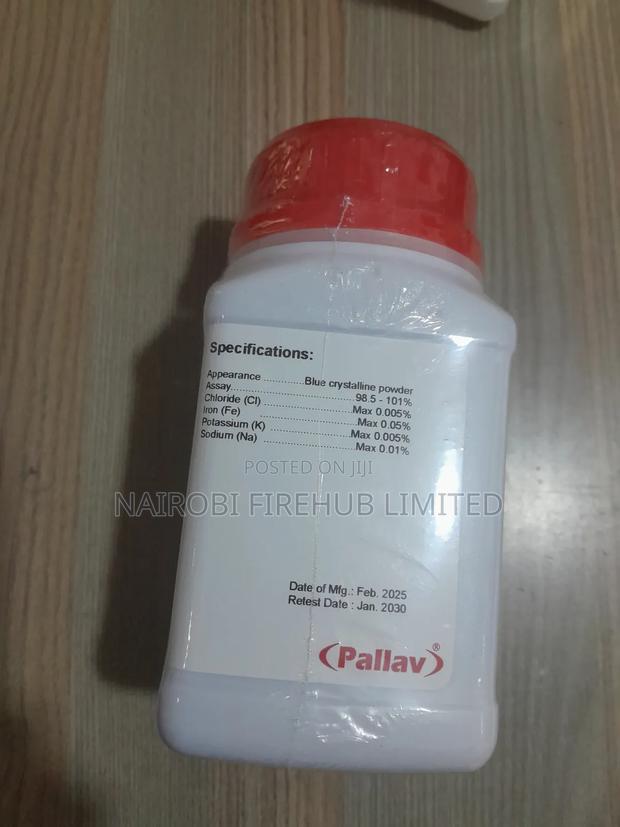 Specifications:
Appearance ..............Blue crystalline powder
Assay..........................................98.5 - 101%
Chloride (Cl) .............................Max 0.005%
Iron (Fe) ....................................Max 0.05%
Potassium (K) ...........................Max 0.005%
Sodium (Na) ...............................Max 0.01%
POSTED ON JIJI
NAIROBI FIREHUB LIMITED
Date of Mfg.: Feb. 2025
Retest Date : Jan. 2030
(Pallav)®